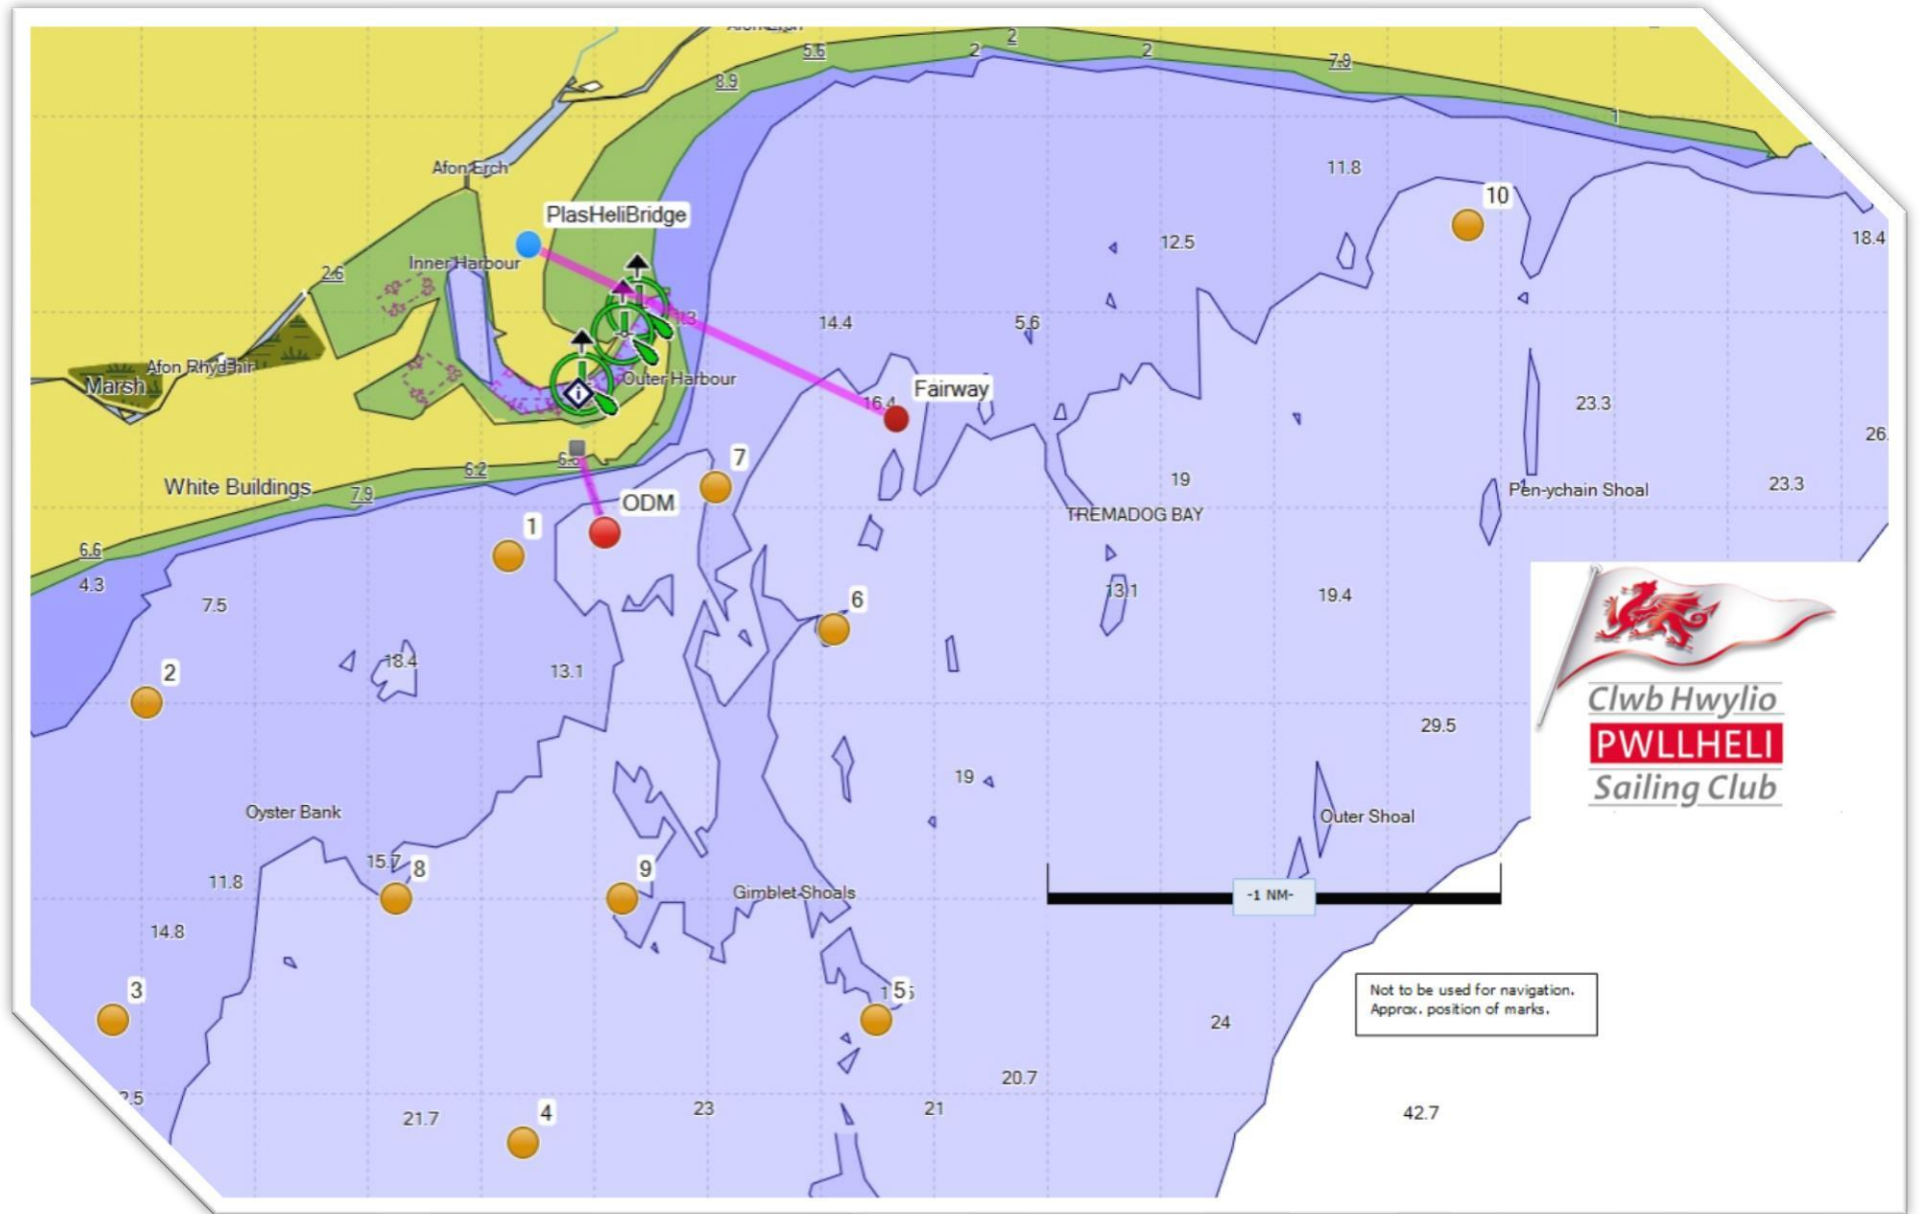 2
5.6
2
2
7.9
8.9
1
Afon Erch
11.8
10
PlasHeliBridge
18.4
12.5
Inner Harbour
2.6
14.4
5.6
Afon Rhyd-hir
Marsh
Outer Harbour
Fairway
16.4
23.3
26.
7
6.2
White Buildings
7.9
19
Pen-ychain Shoal
23.3
ODM
TREMADOG BAY
1
6.6
4.3
7.5
13.1
19.4
6
18.4
13.1
2
Clwb Hwylio
PWLLHELI
Sailing Club
29.5
19
Oyster Bank
Outer Shoal
15.7
8
9
11.8
Gimblet Shoals
-1 NM-
14.8
3
5
Not to be used for navigation.
Approx. position of marks.
24
20.7
2.5
21.7
4
23
21
42.7